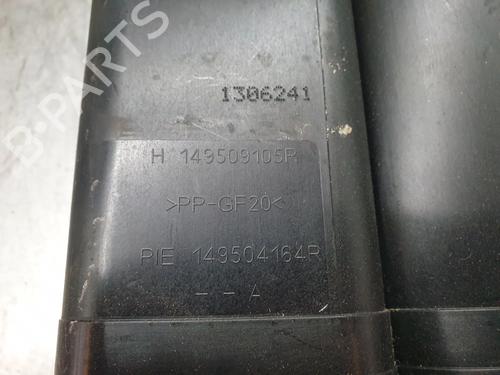 B-PARTS
1306241
H 149509105R
>PP-GF20<
PIE 149504164R
- - A